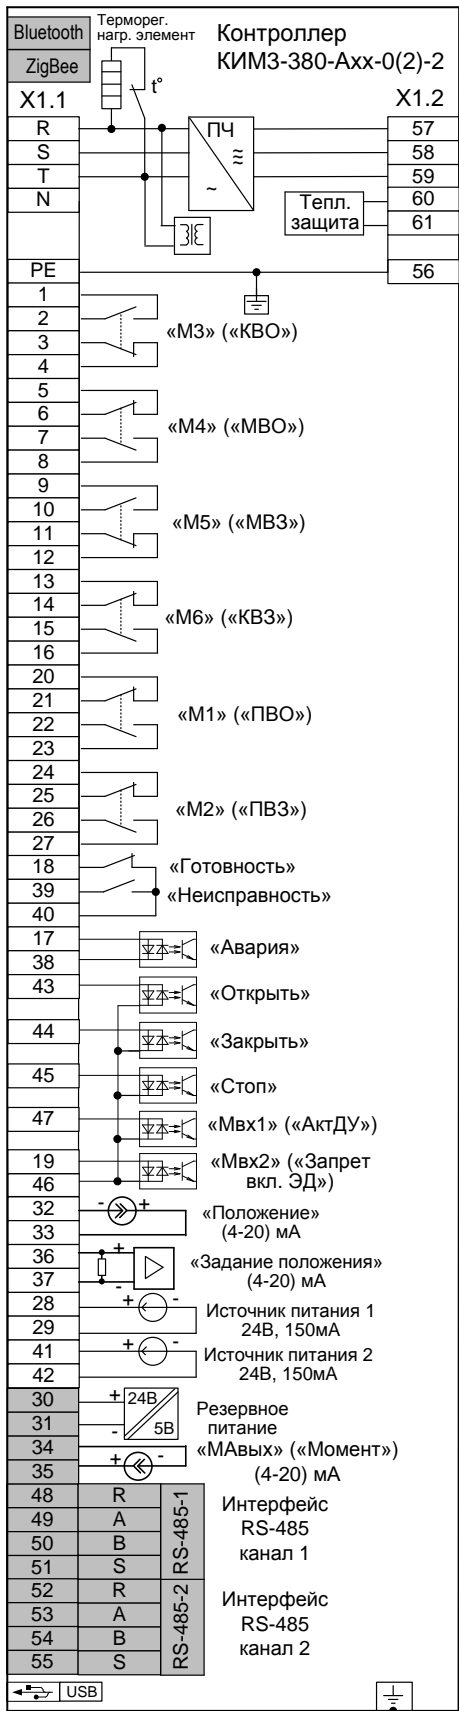 Bluetooth
ZigBee
Терморег.
нагр. элемент
Контроллер
КИМ3-380-Ахх-0(2)-2
t°
X1.1
X1.2
R
S
T
N
PE
ПЧ
≈
~
Тепл.
защита
57
58
59
60
61
56
1
2
3
4
«М3» («КВО»)
5
6
7
8
«М4» («МВО»)
9
10
11
12
«М5» («МВЗ»)
13
14
15
16
«М6» («КВЗ»)
20
21
22
23
«М1» («ПВО»)
24
25
26
27
«М2» («ПВЗ»)
18
39
40
«Готовность»
«Неисправность»
17
38
«Авария»
43
«Открыть»
44
«Закрыть»
45
«Стоп»
47
«Мвх1» («АктДУ»)
19
46
«Мвх2» («Запрет
вкл. ЭД»)
32
33
- +
«Положение»
(4-20) мА
36
37
+
-
«Задание положения»
(4-20) мА
28
29
+ -
Источник питания 1
24В, 150мА
41
42
+ -
Источник питания 2
24В, 150мА
30
31
+
-
24В
5В
Резервное
питание
34
35
+ -
«МАвых» («Момент»)
(4-20) мА
48 R
49 A
50 B
51 S
RS-485-1
Интерфейс
RS-485
канал 1
52 R
53 A
54 B
55 S
RS-485-2
Интерфейс
RS-485
канал 2
USB